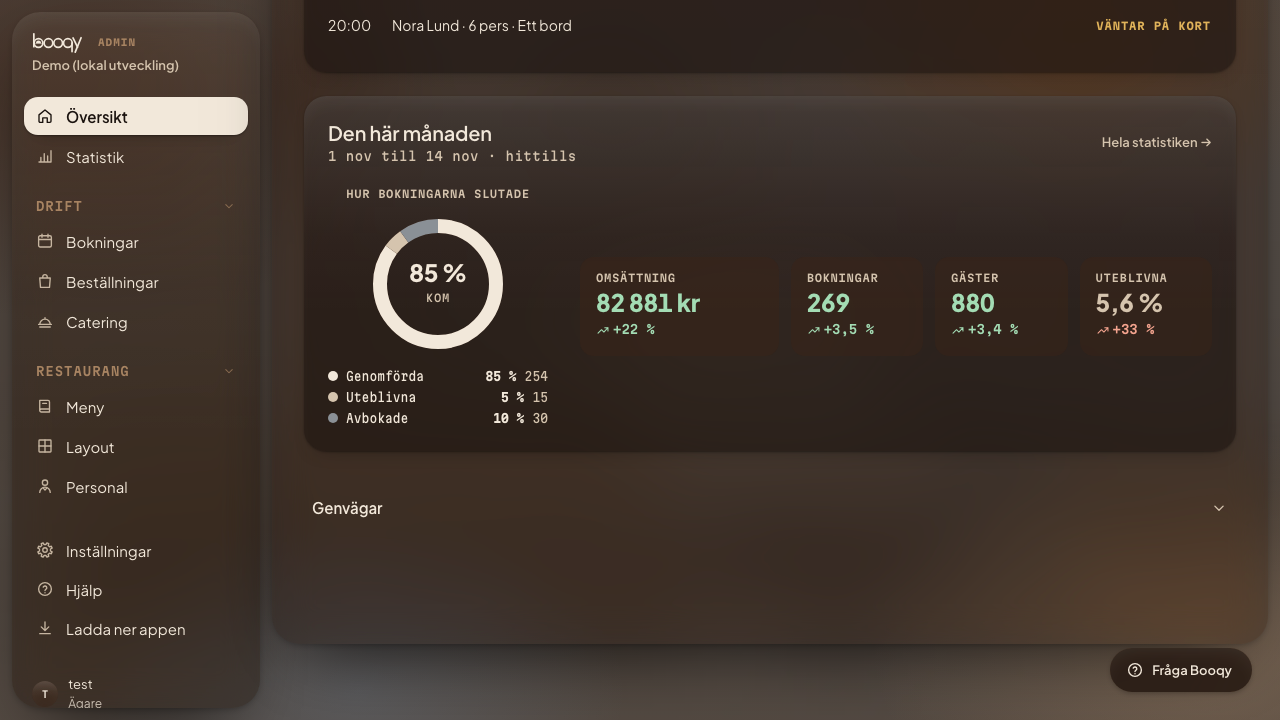 booqy ADMIN
Demo (lokal utveckling)
Översikt
Statistik
DRIFT
Bokningar
Beställningar
Catering
RESTAURANG
Meny
Layout
Personal
Inställningar
Hjälp
Ladda ner appen
T
test
Ägare
20:00 Nora Lund · 6 pers · Ett bord VÄNTAR PÅ KORT
Den här månaden
1 nov till 14 nov · hittills
Hela statistiken →
HUR BOKNINGARNA SLUTADE
85 %
KOM
Genomförda 85 % 254
Uteblivna 5 % 15
Avbokade 10 % 30
OMSÄTTNING
82 881 kr
+22 %
BOKNINGAR
269
+3,5 %
GÄSTER
880
+3,4 %
UTEBLIVNA
5,6 %
+33 %
Genvägar
Fråga Booqy